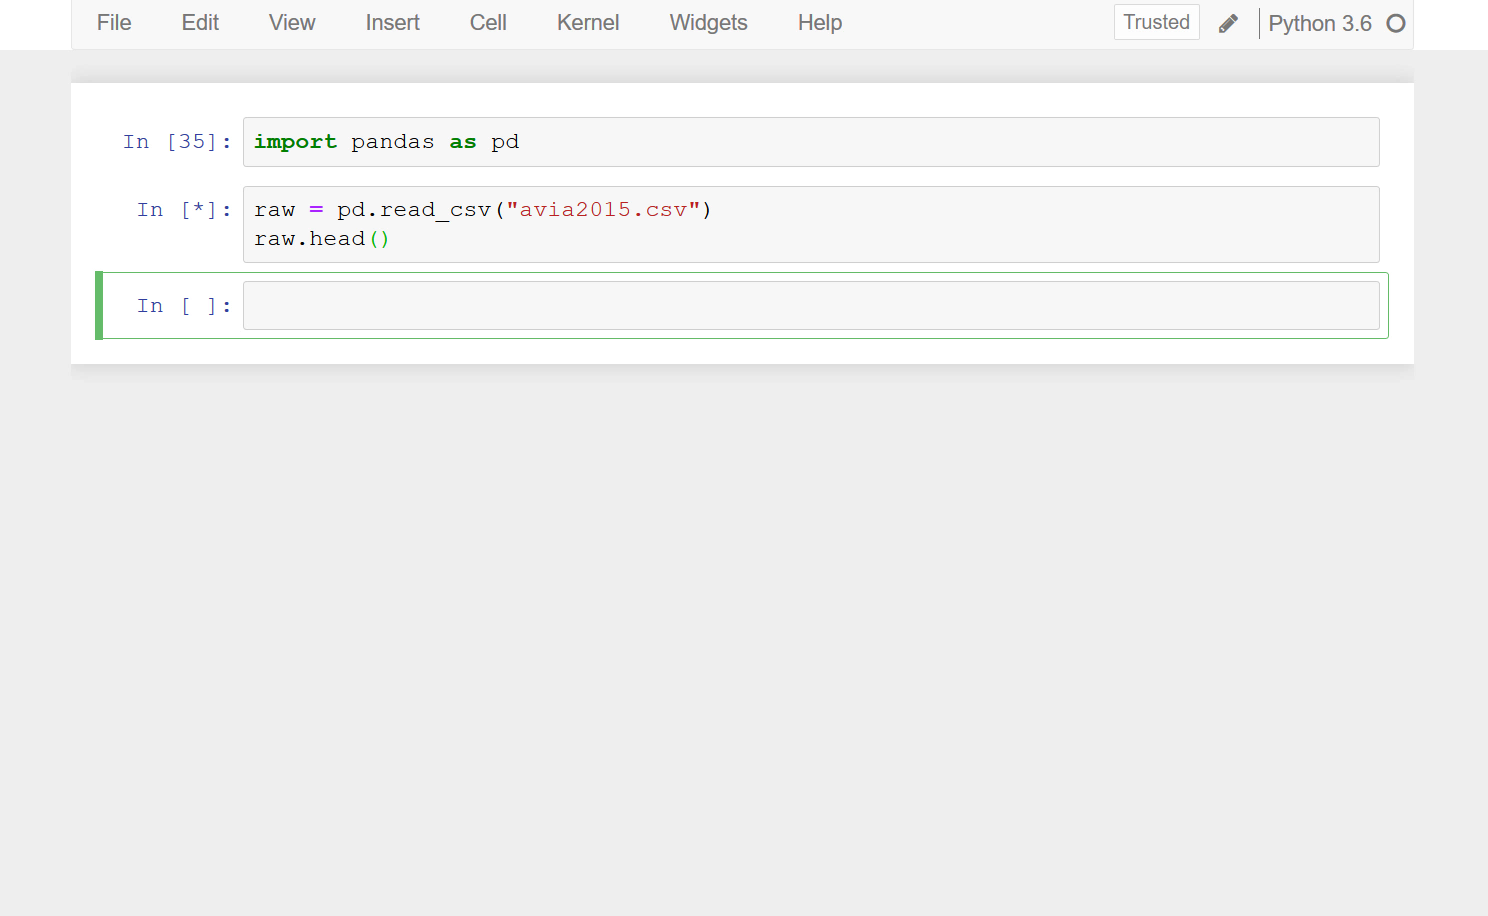 File Edit View Insert Cell Kernel Widgets Help Trusted Python 3.6
In [35]: import pandas as pd
In [*]: raw = pd.read_csv("avia2015.csv")
raw.head()
In [ ]: